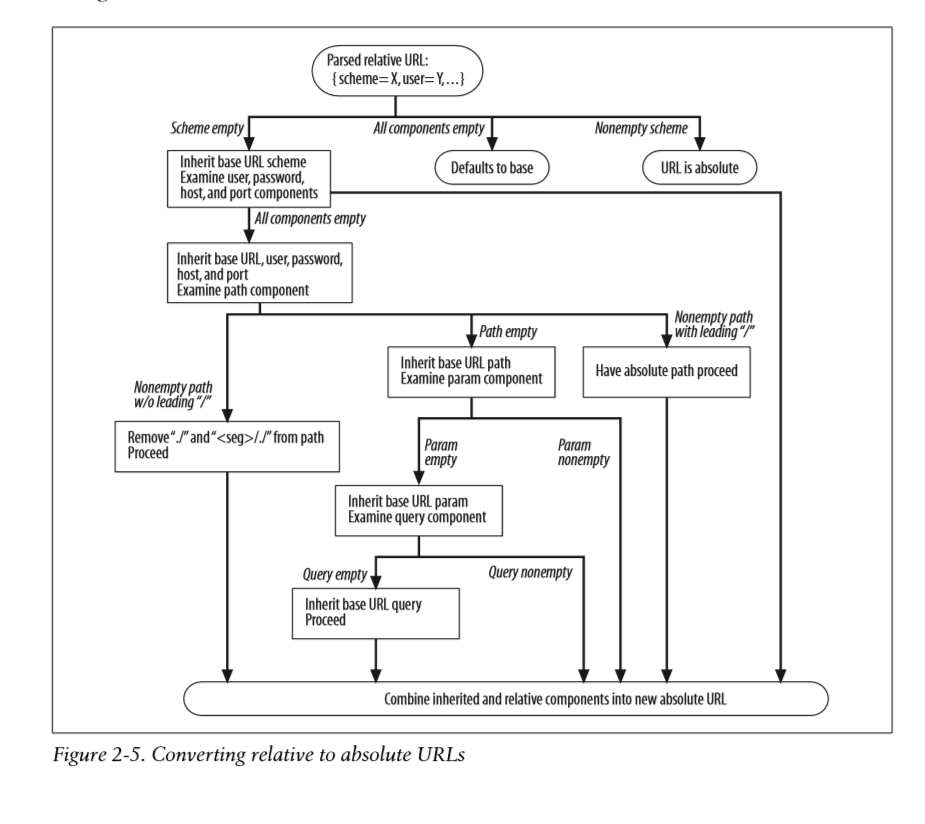 Parsed relative URL:
{scheme=X, user=Y,...}
Scheme empty
All components empty
Nonempty scheme
Inherit base URL scheme
Examine user, password,
host, and port components
Defaults to base
URL is absolute
All components empty
Inherit base URL, user, password,
host, and port
Examine path component
Nonempty path
with leading “/”
Path empty
Inherit base URL path
Examine param component
Have absolute path proceed
Nonempty path
w/o leading “/”
Remove “./” and “<seg>/./” from path
Proceed
Param
empty
Param
nonempty
Inherit base URL param
Examine query component
Query empty
Query nonempty
Inherit base URL query
Proceed
Combine inherited and relative components into new absolute URL
Figure 2-5. Converting relative to absolute URLs